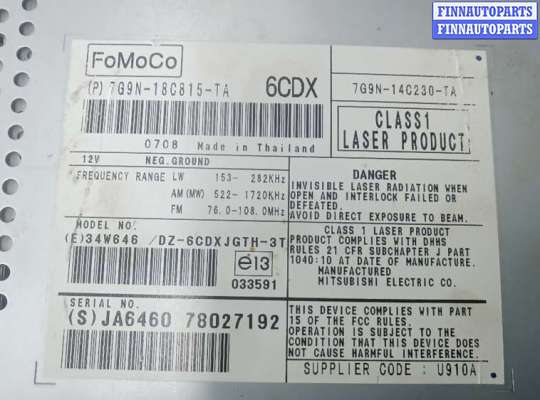 FINNAUTOPARTS
FINNAUTOPARTS
FoMoCo
(P) 7G9N-18C815-TA
6CDX
7G9N-14C230-TA
0708 Made in Thailand
CLASS1
LASER PRODUCT
12V NEG.GROUND
FREQUENCY RANGE LW 153- 282KHz
AM(MW) 522-1720KHz
FM 76.0-108.0MHz
DANGER
INVISIBLE LASER RADIATION WHEN
OPEN AND INTERLOCK FAILED OR
DEFEATED.
AVOID DIRECT EXPOSURE TO BEAM.
MODEL NO.
(E)34W646 /DZ-6CDXJGTH-3T
e13
033591
CLASS 1 LASER PRODUCT
PRODUCT COMPLIES WITH DHHS
RULES 21 CFR SUBCHAPTER J PART
1040:10 AT DATE OF MANUFACTURE.
MANUFACTURED
MITSUBISHI ELECTRIC CO.
SERIAL NO.
(S)JA6460 78027192
THIS DEVICE COMPLIES WITH PART
15 OF THE FCC RULES.
OPERATION IS SUBJECT TO THE
CONDITION THAT THIS DEVICE DOES
NOT CAUSE HARMFUL INTERFERENCE.
SUPPLIER CODE : U910A